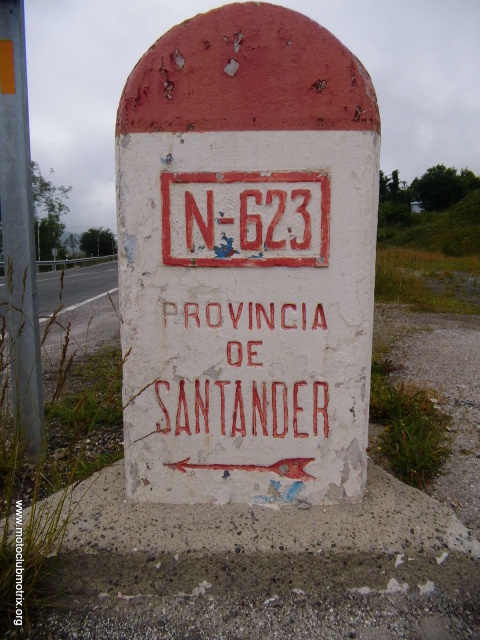 N-623
PROVINCIA
DE
SANTANDER
www.motoclubmotrix.org